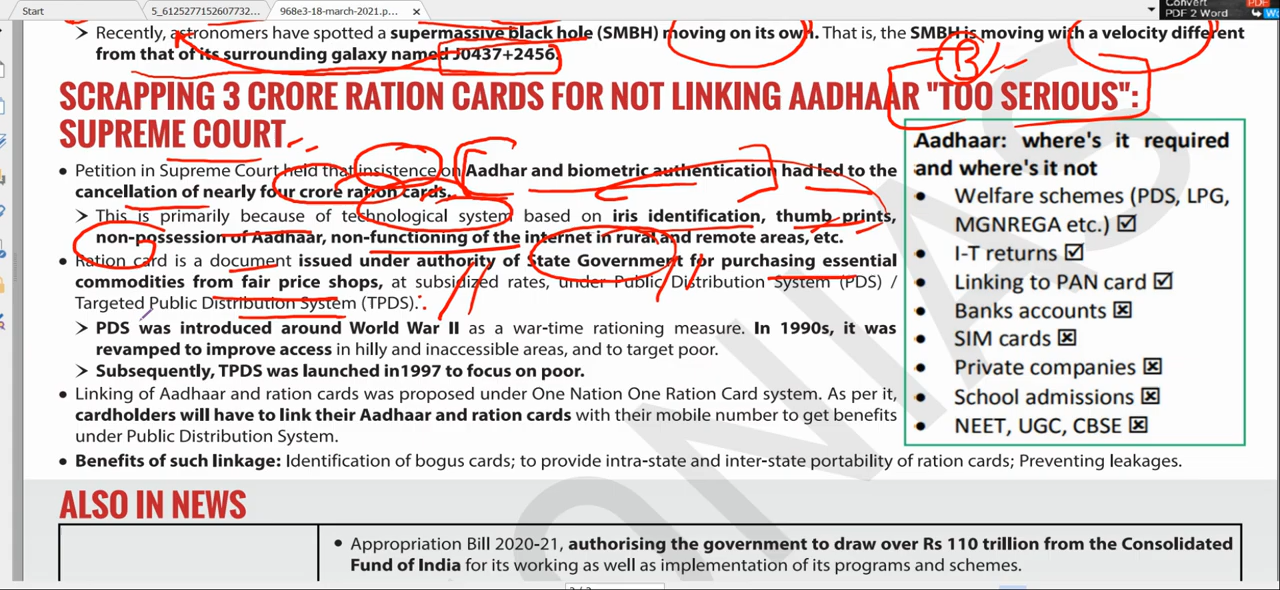 Start
5_6125277152607732...
968e3-18-march-2021.p...
Convert
PDF 2 Word
➤ Recently, astronomers have spotted a supermassive black hole (SMBH) moving on its own. That is, the SMBH is moving with a velocity different
from that of its surrounding galaxy named J0437+2456.
SCRAPPING 3 CRORE RATION CARDS FOR NOT LINKING AADHAAR "TOO SERIOUS":
SUPREME COURT
• Petition in Supreme Court held that insistence on Aadhar and biometric authentication had led to the
cancellation of nearly four crore ration cards.
➤ This is primarily because of technological system based on iris identification, thumb prints,
non-possession of Aadhaar, non-functioning of the internet in rural and remote areas, etc.
• Ration card is a document issued under authority of State Government for purchasing essential
commodities from fair price shops, at subsidized rates, under Public Distribution System (PDS) /
Targeted Public Distribution System (TPDS).
➤ PDS was introduced around World War II as a war-time rationing measure. In 1990s, it was
revamped to improve access in hilly and inaccessible areas, and to target poor.
➤ Subsequently, TPDS was launched in1997 to focus on poor.
• Linking of Aadhaar and ration cards was proposed under One Nation One Ration Card system. As per it,
cardholders will have to link their Aadhaar and ration cards with their mobile number to get benefits
under Public Distribution System.
• Benefits of such linkage: Identification of bogus cards; to provide intra-state and inter-state portability of ration cards; Preventing leakages.
Aadhaar: where's it required
and where's it not
• Welfare schemes (PDS, LPG,
MGNREGA etc.) ☑
• I-T returns ☑
• Linking to PAN card ☑
• Banks accounts ☒
• SIM cards ☒
• Private companies ☒
• School admissions ☒
• NEET, UGC, CBSE ☒
ALSO IN NEWS
• Appropriation Bill 2020-21, authorising the government to draw over Rs 110 trillion from the Consolidated
Fund of India for its working as well as implementation of its programs and schemes.